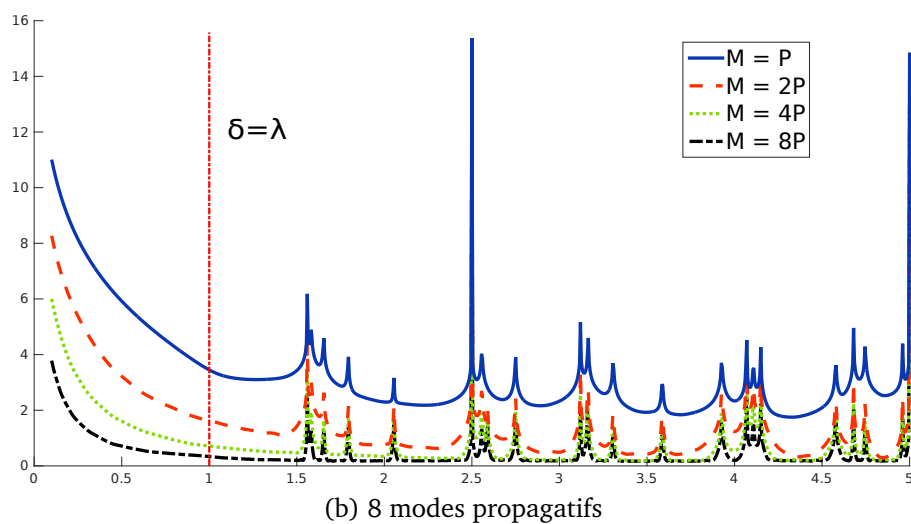 16
14
12
10
8
6
4
2
0
δ=λ
M = P
M = 2P
M = 4P
M = 8P
0 0.5 1 1.5 2 2.5 3 3.5 4 4.5 5
(b) 8 modes propagatifs